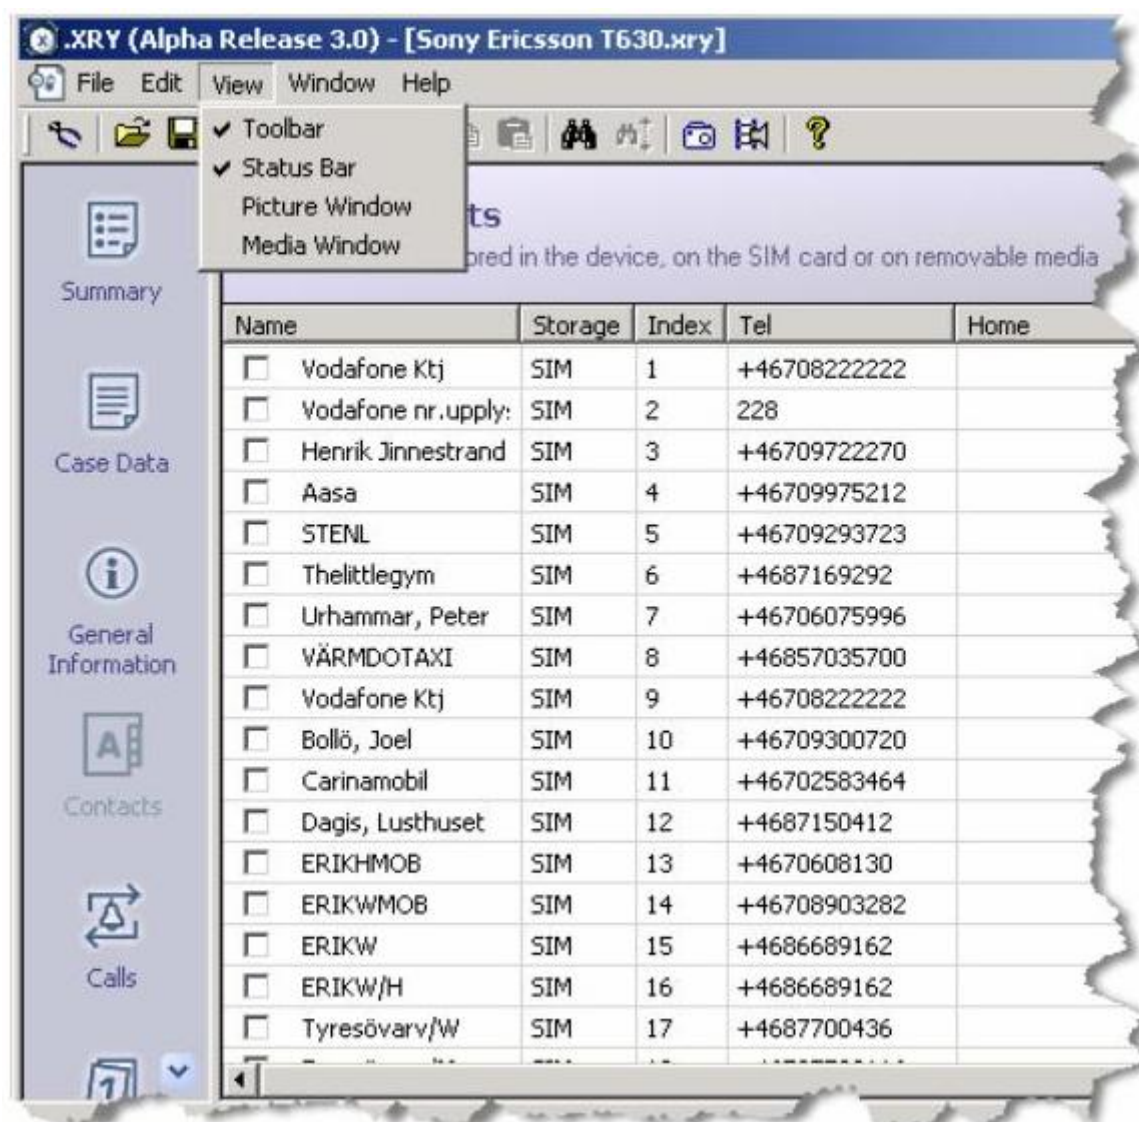 .XRY (Alpha Release 3.0) - [Sony Ericsson T630.xry]
File Edit View Window Help
Toolbar
Status Bar
Picture Window
Media Window
ts
ored in the device, on the SIM card or on removable media
Summary
Case Data
General
Information
Contacts
Calls
Name Storage Index Tel Home
Vodafone Ktj SIM 1 +46708222222
Vodafone nr.upply: SIM 2 228
Henrik Jinnestrand SIM 3 +46709722270
Aasa SIM 4 +46709975212
STENL SIM 5 +46709293723
Thelittlegym SIM 6 +4687169292
Urhammar, Peter SIM 7 +46706075996
VÄRMDOTAXI SIM 8 +46857035700
Vodafone Ktj SIM 9 +46708222222
Bollö, Joel SIM 10 +46709300720
Carinamobil SIM 11 +46702583464
Dagis, Lusthuset SIM 12 +4687150412
ERIKHMOB SIM 13 +4670608130
ERIKWMOB SIM 14 +46708903282
ERIKW SIM 15 +4686689162
ERIKW/H SIM 16 +4686689162
Tyresövarv/W SIM 17 +4687700436